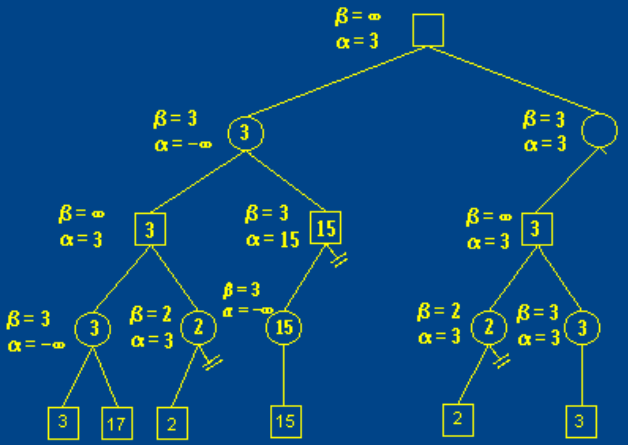 β = ∞
α = 3
β = 3
α = -∞
3
β = 3
α = 3
β = ∞
α = 3
3
β = 3
α = 15
15
β = ∞
α = 3
3
β = 3
α = -∞
3
β = 2
α = 3
2
β = 3
α = -∞
15
β = 2
α = 3
2
β = 3
α = 3
3
3
17
2
15
2
3